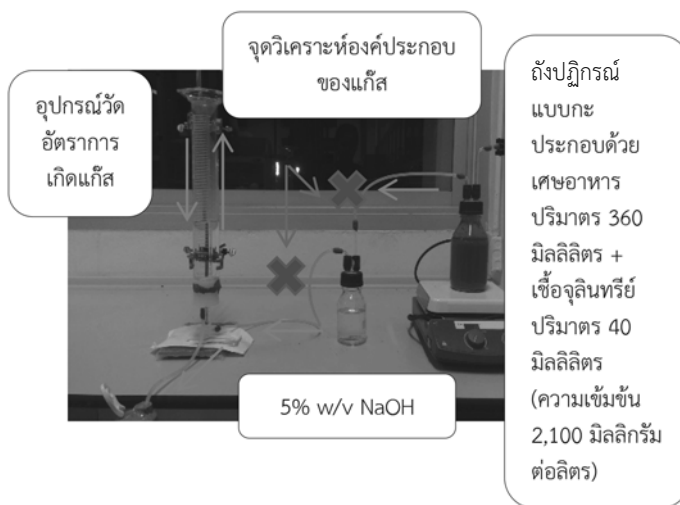 จุดวิเคราะห์องค์ประกอบ
ของแก๊ส
อุปกรณ์วัด
อัตราการ
เกิดแก๊ส
ถังปฏิกรณ์
แบบกะ
ประกอบด้วย
เศษอาหาร
ปริมาตร 360
มิลลิลิตร +
เชื้อจุลินทรีย์
ปริมาตร 40
มิลลิลิตร
(ความเข้มข้น
2,100 มิลลิกรัม
ต่อลิตร)
5% w/v NaOH